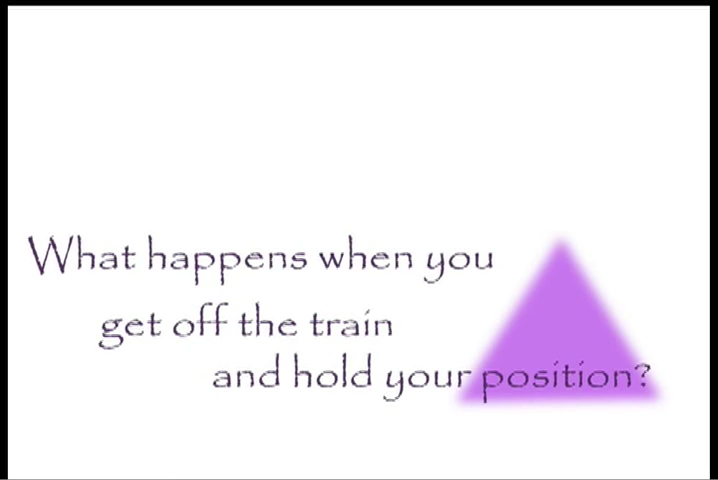 What happens when you
get off the train
and hold your position?